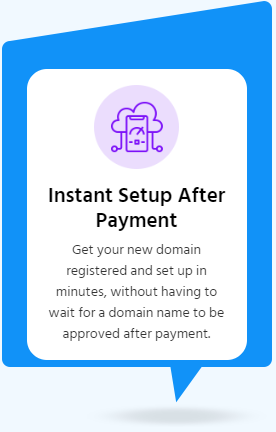 Instant Setup After
Payment
Get your new domain
registered and set up in
minutes, without having to
wait for a domain name to be
approved after payment.